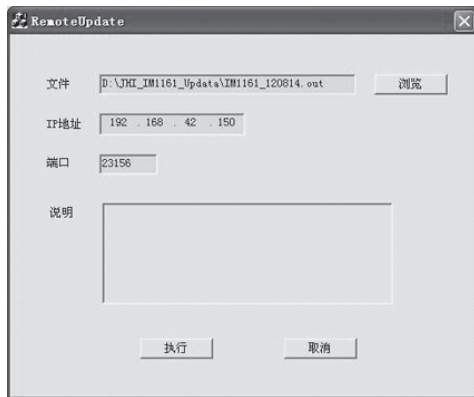 RemoteUpdate
文件 D:\JHI_IM1161_Updata\IM1161_120814.out 浏览
IP地址 192 . 168 . 42 . 150
端口 23156
说明
执行 取消